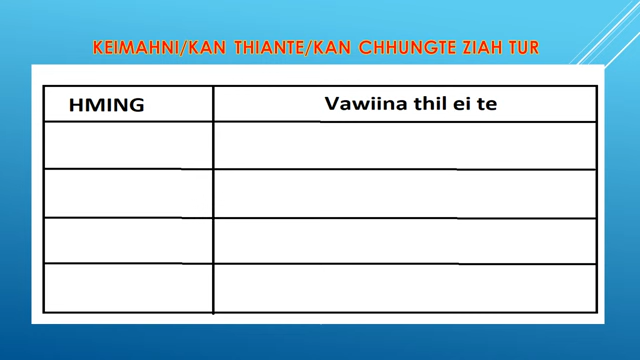 KEIMAHNI/KAN THIANTE/KAN CHHUNGTE ZIAH TUR
HMING Vawiina thil ei te